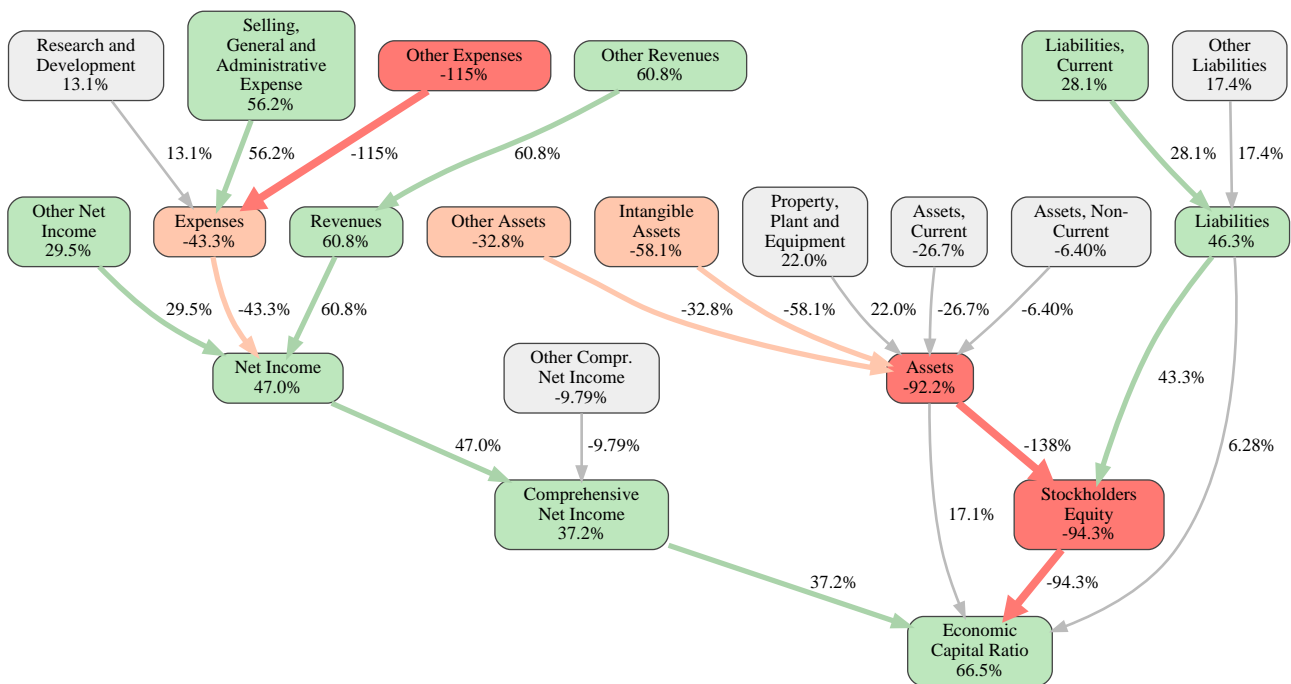 Research and
Development
13.1%
Selling,
General and
Administrative
Expense
56.2%
Other Expenses
-115%
Other Revenues
60.8%
Liabilities,
Current
28.1%
Other
Liabilities
17.4%
13.1%
56.2%
-115%
60.8%
28.1%
17.4%
Other Net
Income
29.5%
Expenses
-43.3%
Revenues
60.8%
Other Assets
-32.8%
Intangible
Assets
-58.1%
Property,
Plant and
Equipment
22.0%
Assets,
Current
-26.7%
Assets, Non-
Current
-6.40%
Liabilities
46.3%
29.5%
-43.3%
60.8%
-32.8%
-58.1%
22.0%
-26.7%
-6.40%
Net Income
47.0%
Other Compr.
Net Income
-9.79%
Assets
-92.2%
43.3%
47.0%
-9.79%
-138%
6.28%
Comprehensive
Net Income
37.2%
17.1%
Stockholders
Equity
-94.3%
37.2%
-94.3%
Economic
Capital Ratio
66.5%